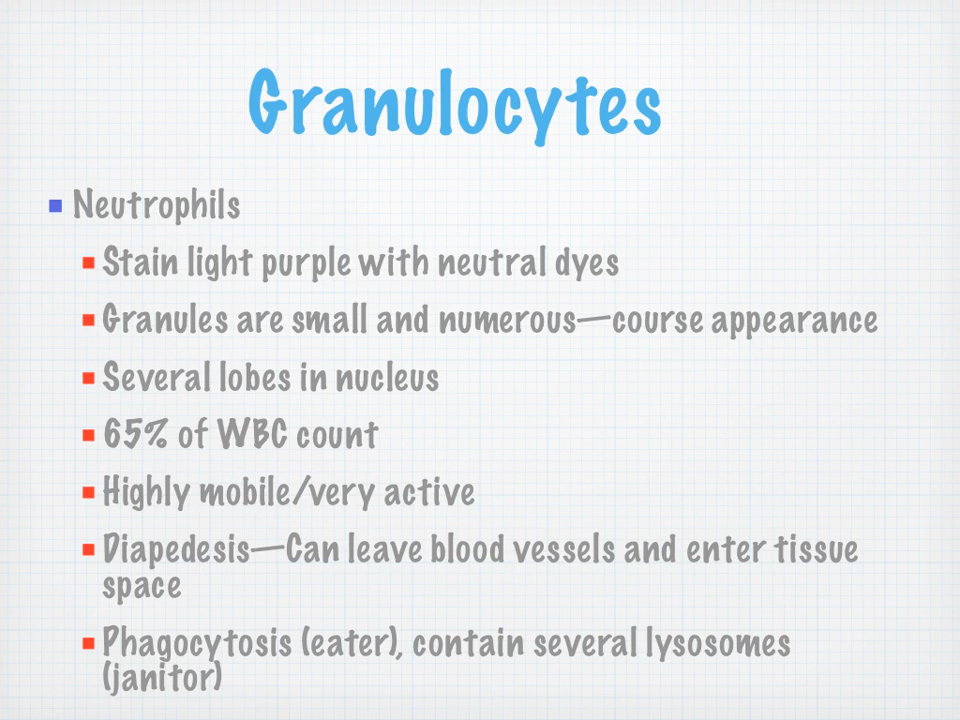 Granulocytes
Neutrophils
Stain light purple with neutral dyes
Granules are small and numerous—course appearance
Several lobes in nucleus
65% of WBC count
Highly mobile/very active
Diapedesis—Can leave blood vessels and enter tissue
space
Phagocytosis (eater), contain several lysosomes
(janitor)